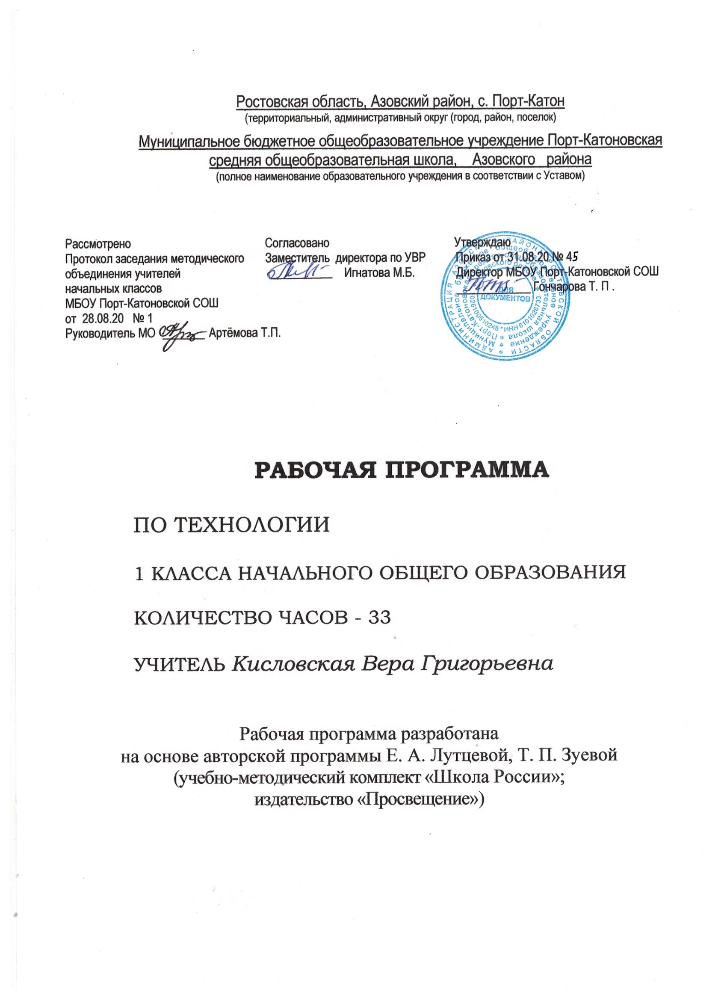 Ростовская область, Азовский район, с. Порт-Катон
(территориальный, административный округ (город, район, поселок)
Муниципальное бюджетное общеобразовательное учреждение Порт-Катоновская
средняя общеобразовательная школа, Азовского района
(полное наименование образовательного учреждения в соответствии с Уставом)
Рассмотрено
Протокол заседания методического
объединения учителей
начальных классов
МБОУ Порт-Катоновской СОШ
от 28.08.20 № 1
Руководитель МО Артёмова Т.П.
Согласовано
Заместитель директора по УВР
Игнатова М.Б.
Утверждаю
Приказ от 31.08.20 № 45
Директор МБОУ Порт-Катоновской СОШ
Гончарова Т. П .
ДЛЯ
ДОКУМЕНТОВ
РАБОЧАЯ ПРОГРАММА
ПО ТЕХНОЛОГИИ
1 КЛАССА НАЧАЛЬНОГО ОБЩЕГО ОБРАЗОВАНИЯ
КОЛИЧЕСТВО ЧАСОВ - 33
УЧИТЕЛЬ Кисловская Вера Григорьевна
Рабочая программа разработана
на основе авторской программы Е. А. Лутцевой, Т. П. Зуевой
(учебно-методический комплект «Школа России»;
издательство «Просвещение»)